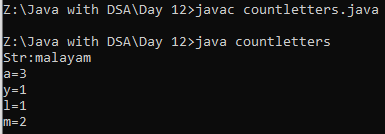 Z:\Java with DSA\Day 12>javac countletters.java
Z:\Java with DSA\Day 12>java countletters
Str:malayam
a=3
y=1
l=1
m=2